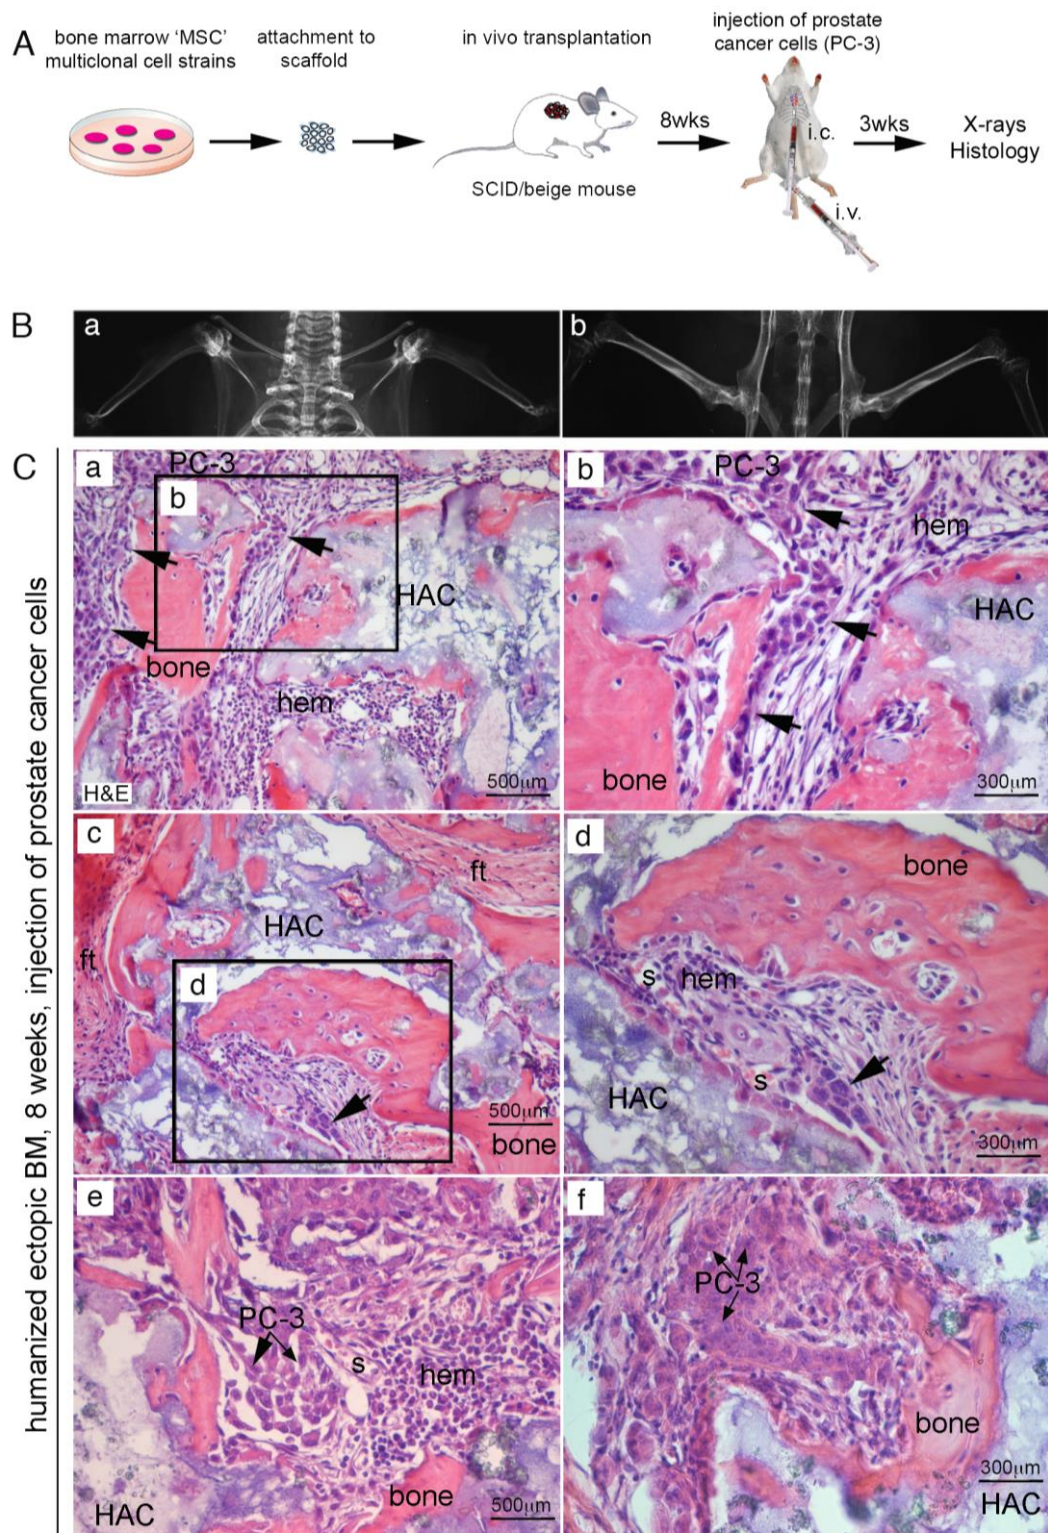 A
bone marrow ‘MSC’
multiclonal cell strains
attachment to
scaffold
in vivo transplantation
SCID/beige mouse
8wks
injection of prostate
cancer cells (PC-3)
i.c.
i.v.
3wks
X-rays
Histology
B
a
b
C
humanized ectopic BM, 8 weeks, injection of prostate cancer cells
a
PC-3
b
HAC
bone
hem
H&E
500µm
b
PC-3
hem
HAC
bone
300µm
c
ft
HAC
ft
d
500µm
bone
d
bone
s
hem
s
HAC
300µm
e
PC-3
s
hem
bone
HAC
500µm
f
PC-3
bone
300µm
HAC